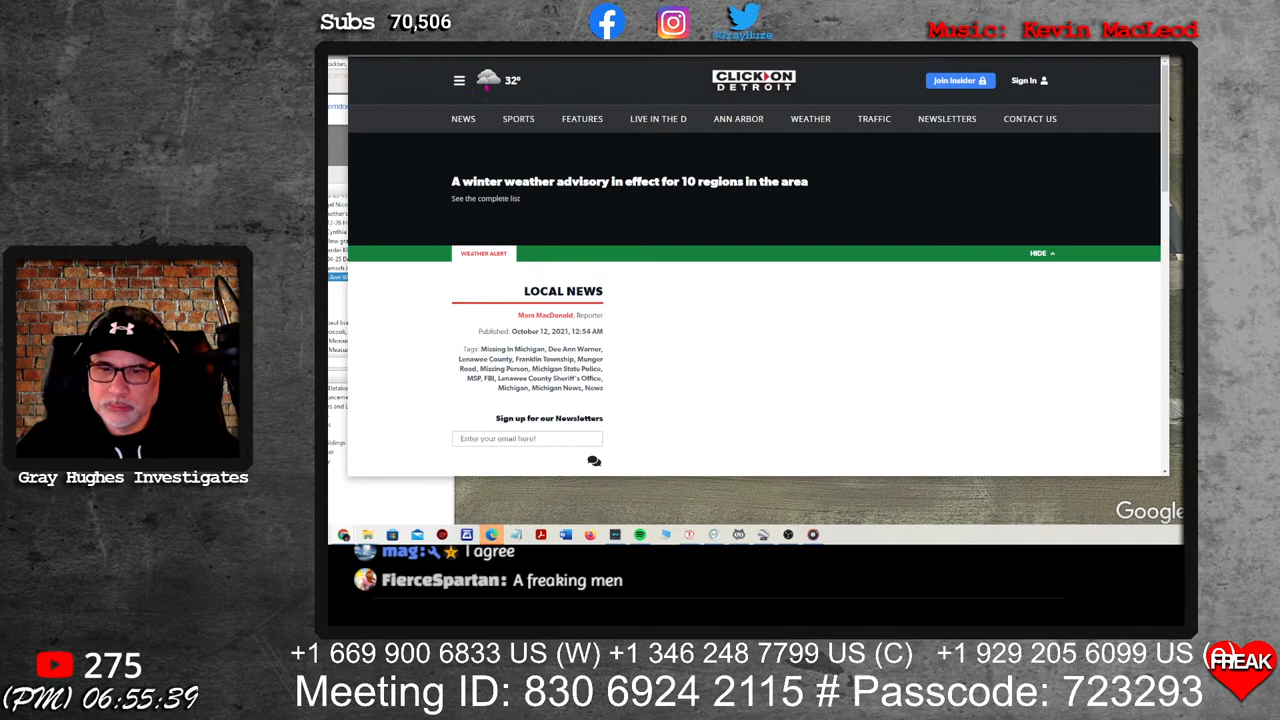 Subs 70,506
@GrayHuze
Music: Kevin MacLeod
32°
CLICK ON
DETROIT
Join Insider
Sign In
NEWS SPORTS FEATURES LIVE IN THE D ANN ARBOR WEATHER TRAFFIC NEWSLETTERS CONTACT US
A winter weather advisory in effect for 10 regions in the area
See the complete list
WEATHER ALERT
HIDE
LOCAL NEWS
Mara MacDonald, Reporter
Published: October 12, 2021, 12:54 AM
Tags: Missing In Michigan, Dee Ann Warner,
Lenawee County, Franklin Township, Munger
Road, Missing Person, Michigan State Police,
MSP, FBI, Lenawee County Sheriff's Office,
Michigan, Michigan News, News
Sign up for our Newsletters
Enter your email here!
Google
Gray Hughes Investigates
mag: I agree
FierceSpartan: A freaking men
275
(PM) 06:55:39
+1 669 900 6833 US (W) +1 346 248 7799 US (C) +1 929 205 6099 US
Meeting ID: 830 6924 2115 # Passcode: 723293
FREAK